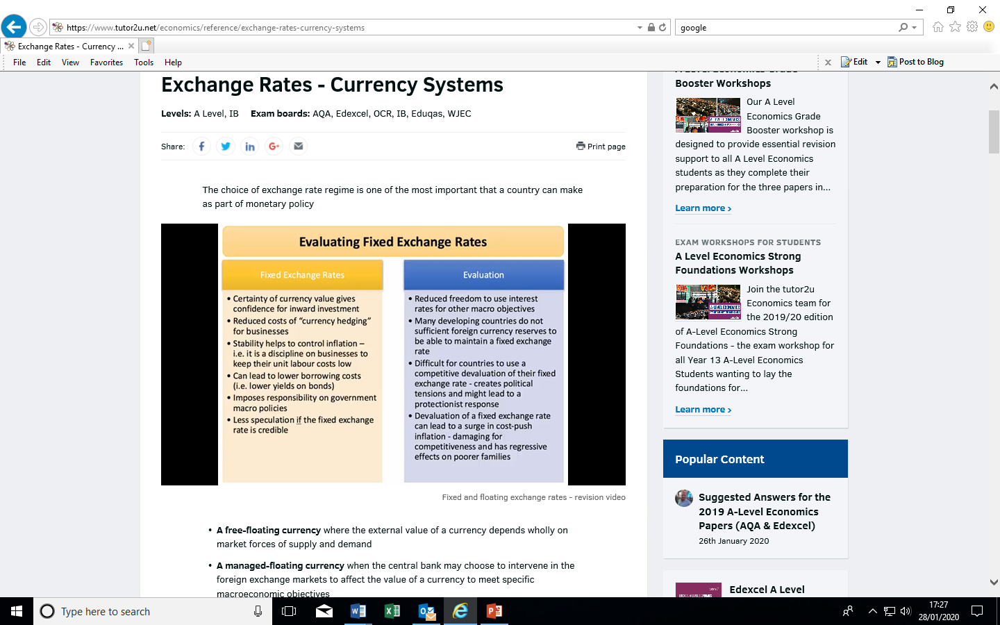 https://www.tutor2u.net/economics/reference/exchange-rates-currency-systems
google
Exchange Rates - Currency ...
File Edit View Favorites Tools Help
Edit
Post to Blog
Exchange Rates - Currency Systems
Levels: A Level, IB Exam boards: AQA, Edexcel, OCR, IB, Eduqas, WJEC
Share:
Print page
The choice of exchange rate regime is one of the most important that a country can make
as part of monetary policy
Evaluating Fixed Exchange Rates
Fixed Exchange Rates
• Certainty of currency value gives
confidence for inward investment
• Reduced costs of “currency hedging”
for businesses
• Stability helps to control inflation –
i.e. it is a discipline on businesses to
keep their unit labour costs low
• Can lead to lower borrowing costs
(i.e. lower yields on bonds)
• Imposes responsibility on government
macro policies
• Less speculation if the fixed exchange
rate is credible
Evaluation
• Reduced freedom to use interest
rates for other macro objectives
• Many developing countries do not
sufficient foreign currency reserves to
be able to maintain a fixed exchange
rate
• Difficult for countries to use a
competitive devaluation of their fixed
exchange rate - creates political
tensions and might lead to a
protectionist response
• Devaluation of a fixed exchange rate
can lead to a surge in cost-push
inflation - damaging for
competitiveness and has regressive
effects on poorer families
Fixed and floating exchange rates - revision video
• A free-floating currency where the external value of a currency depends wholly on
market forces of supply and demand
• A managed-floating currency when the central bank may choose to intervene in the
foreign exchange markets to affect the value of a currency to meet specific
macroeconomic objectives
A Level Economics Grade
Booster Workshops
Our A Level
Economics Grade
Booster workshop is
designed to provide essential revision
support to all A Level Economics
students as they complete their
preparation for the three papers in...
Learn more ›
EXAM WORKSHOPS FOR STUDENTS
A Level Economics Strong
Foundations Workshops
Join the tutor2u
Economics team for
the 2019/20 edition
of A-Level Economics Strong
Foundations - the exam workshop for
all Year 13 A-Level Economics
Students wanting to lay the
foundations for...
Learn more ›
Popular Content
Suggested Answers for the
2019 A-Level Economics
Papers (AQA & Edexcel)
26th January 2020
Edexcel A Level
Type here to search
17:27
28/01/2020